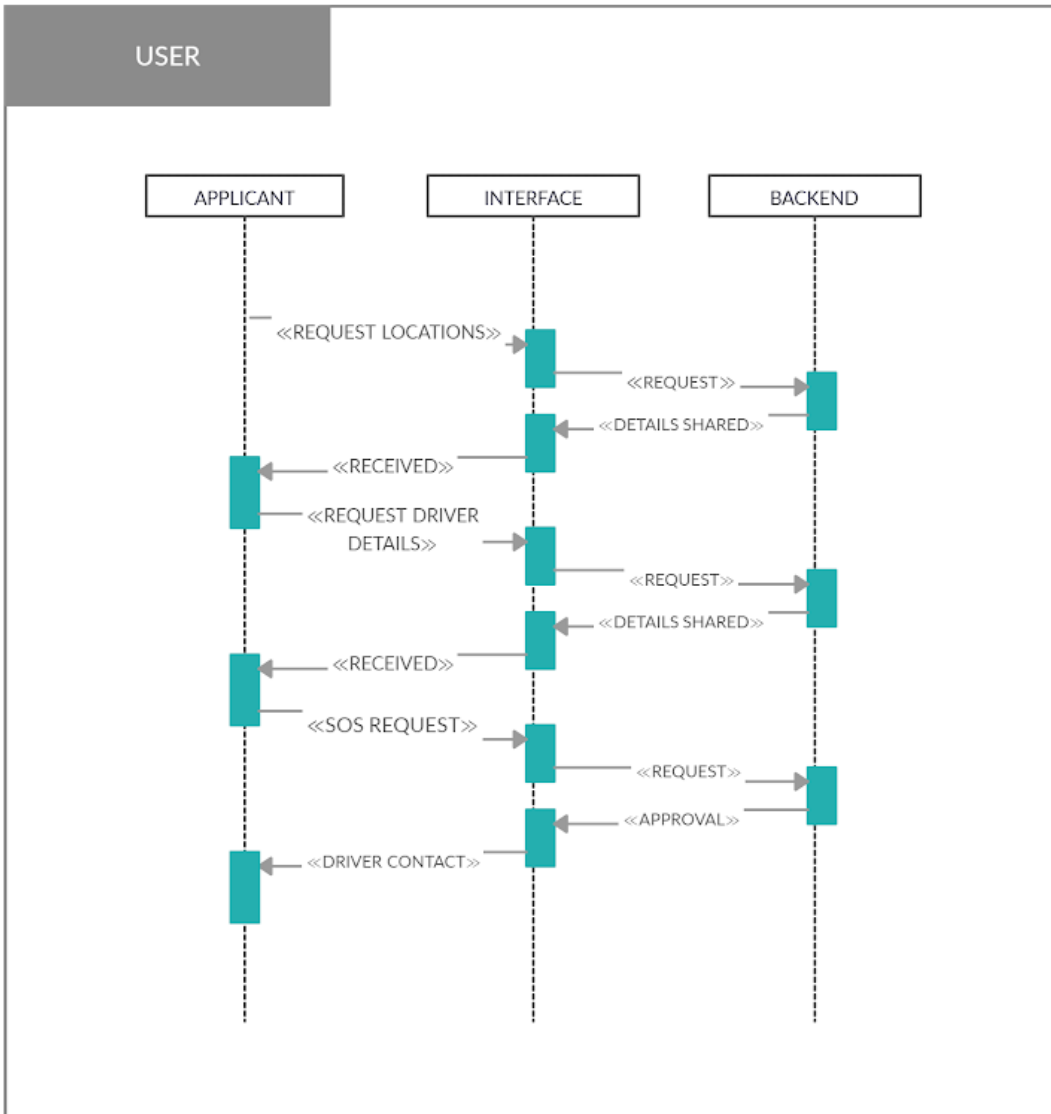 USER
APPLICANT
INTERFACE
BACKEND
≪REQUEST LOCATIONS≫
≪REQUEST≫
≪DETAILS SHARED≫
≪RECEIVED≫
≪REQUEST DRIVER
DETAILS≫
≪REQUEST≫
≪DETAILS SHARED≫
≪RECEIVED≫
≪SOS REQUEST≫
≪REQUEST≫
≪APPROVAL≫
≪DRIVER CONTACT≫